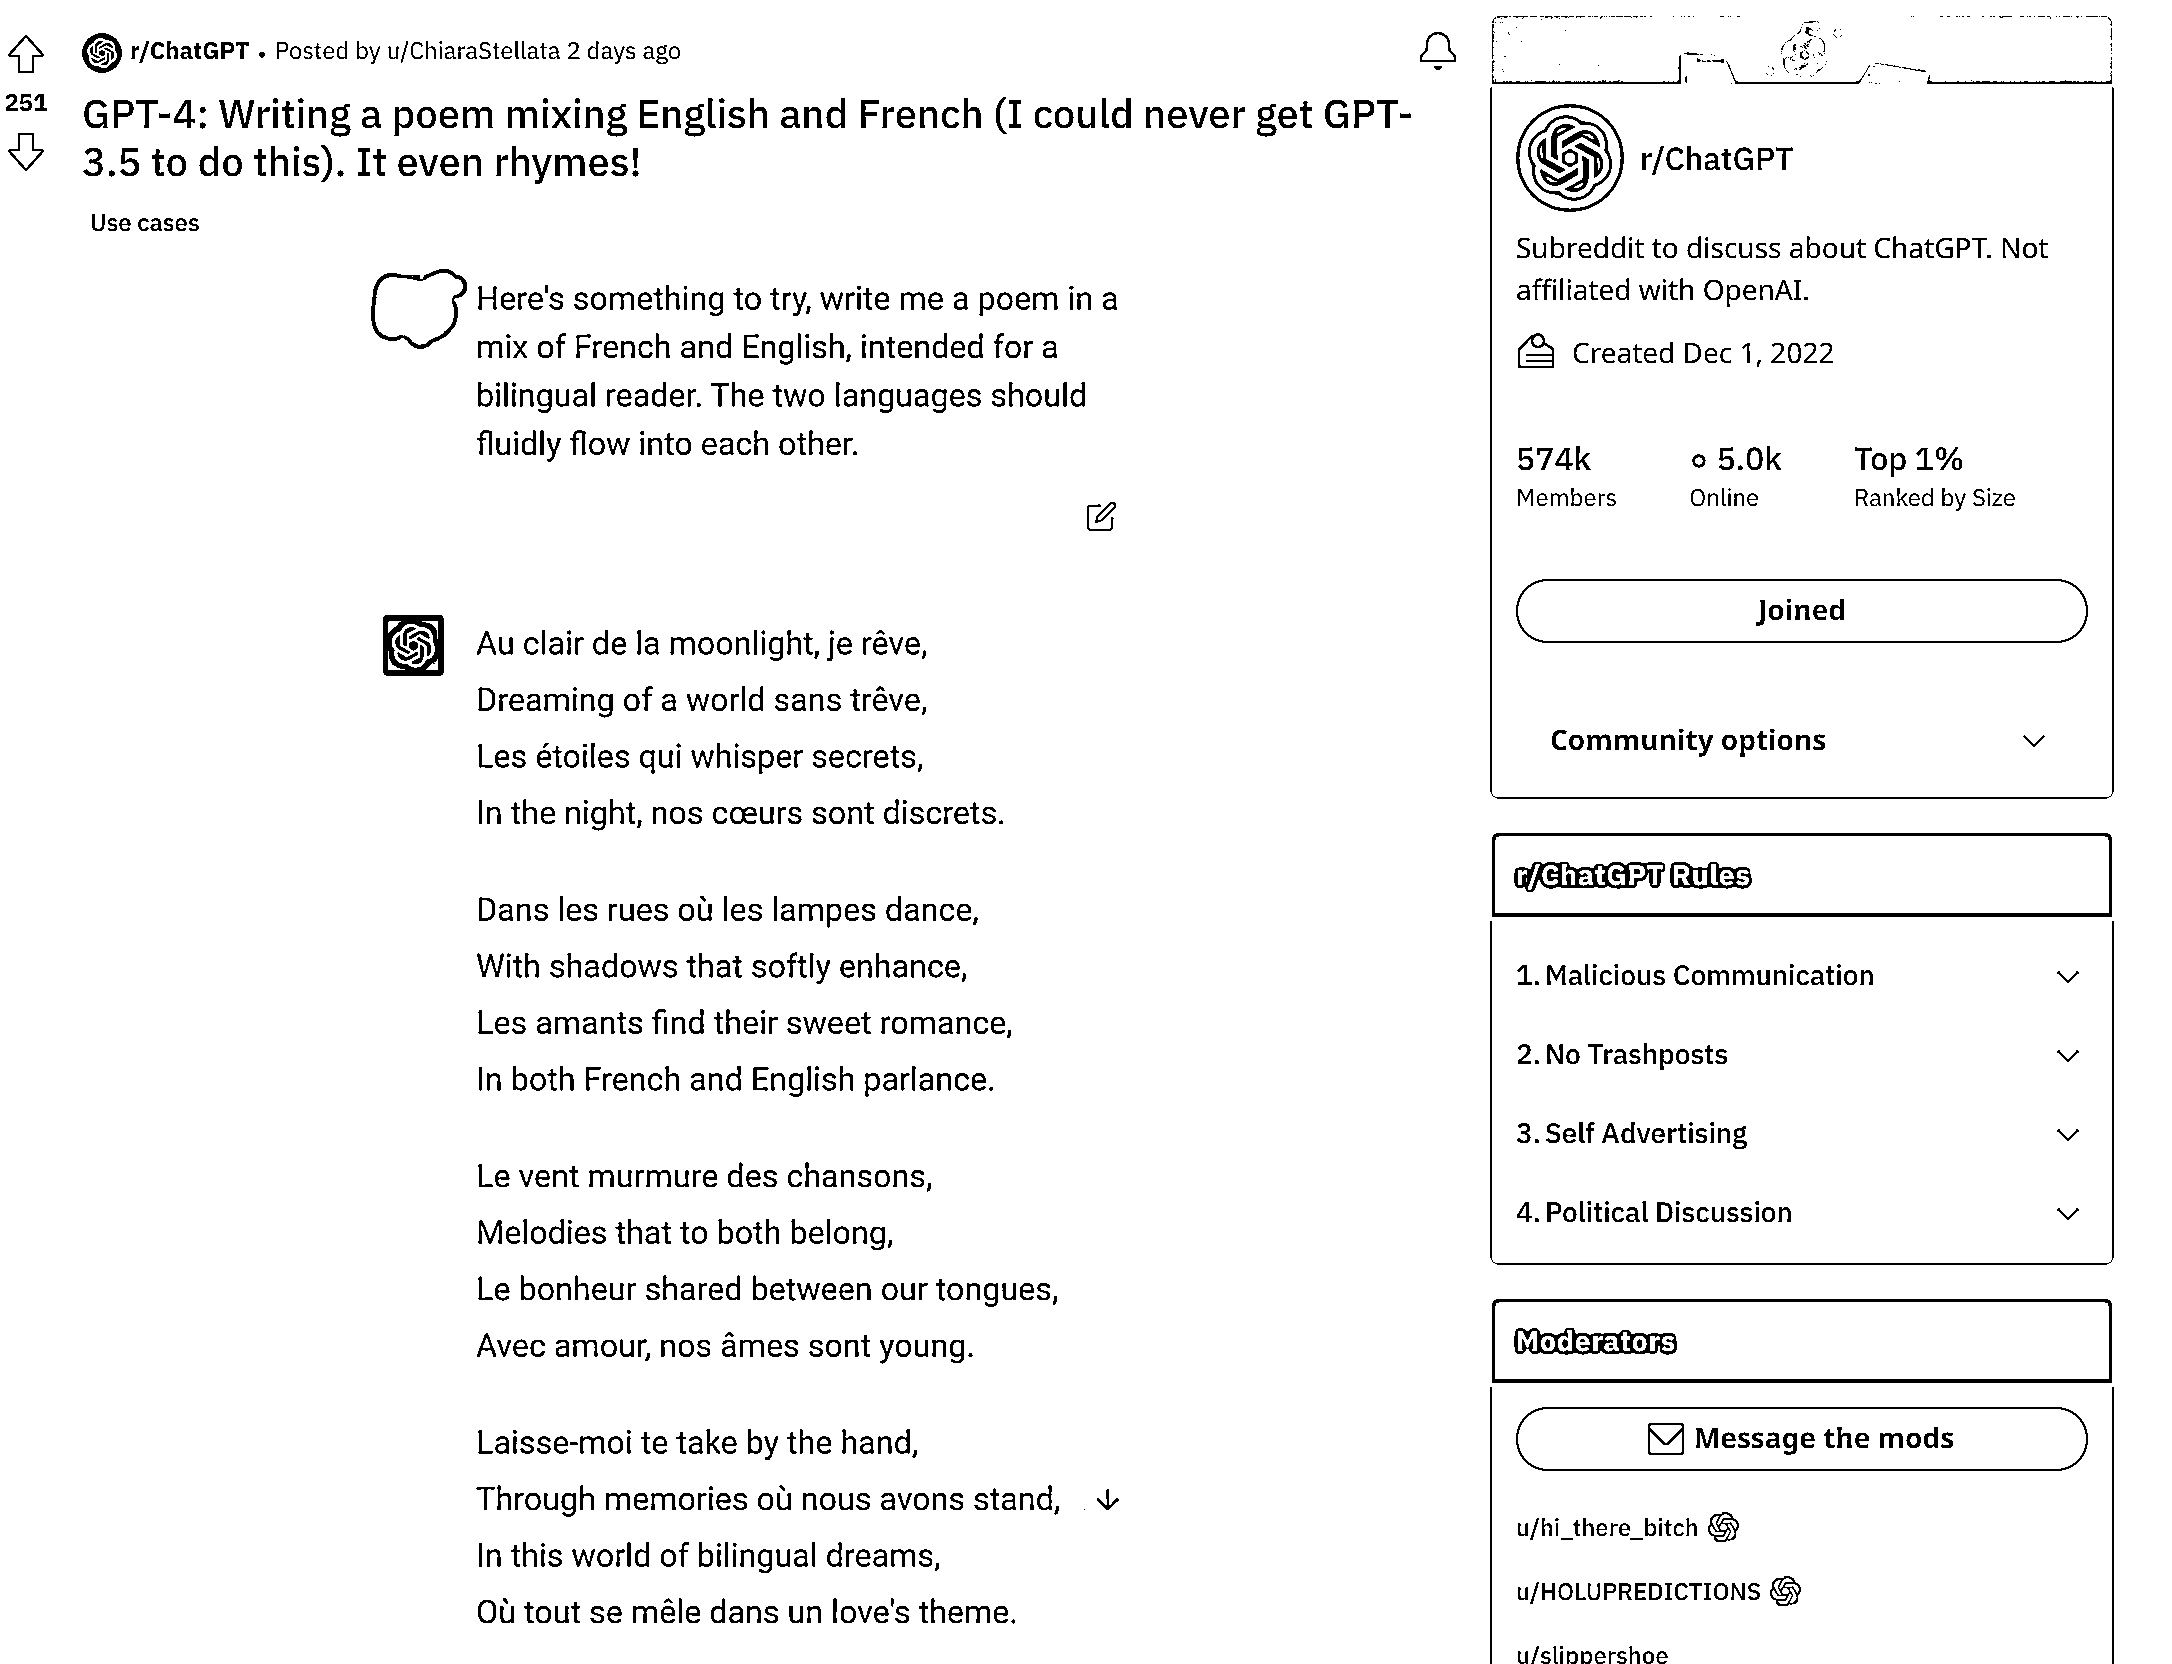 r/ChatGPT • Posted by u/ChiaraStellata 2 days ago
251
GPT-4: Writing a poem mixing English and French (I could never get GPT-
3.5 to do this). It even rhymes!
Use cases
Here's something to try, write me a poem in a
mix of French and English, intended for a
bilingual reader. The two languages should
fluidly flow into each other.
Au clair de la moonlight, je rêve,
Dreaming of a world sans trêve,
Les étoiles qui whisper secrets,
In the night, nos cœurs sont discrets.
Dans les rues où les lampes dance,
With shadows that softly enhance,
Les amants find their sweet romance,
In both French and English parlance.
Le vent murmure des chansons,
Melodies that to both belong,
Le bonheur shared between our tongues,
Avec amour, nos âmes sont young.
Laisse-moi te take by the hand,
Through memories où nous avons stand,
In this world of bilingual dreams,
Où tout se mêle dans un love's theme.
r/ChatGPT
Subreddit to discuss about ChatGPT. Not
affiliated with OpenAI.
Created Dec 1, 2022
574k 5.0k Top 1%
Members Online Ranked by Size
Joined
Community options
r/ChatGPT Rules
1. Malicious Communication
2. No Trashposts
3. Self Advertising
4. Political Discussion
Moderators
Message the mods
u/hi_there_bitch
u/HOLUPREDICTIONS
u/slippershoe